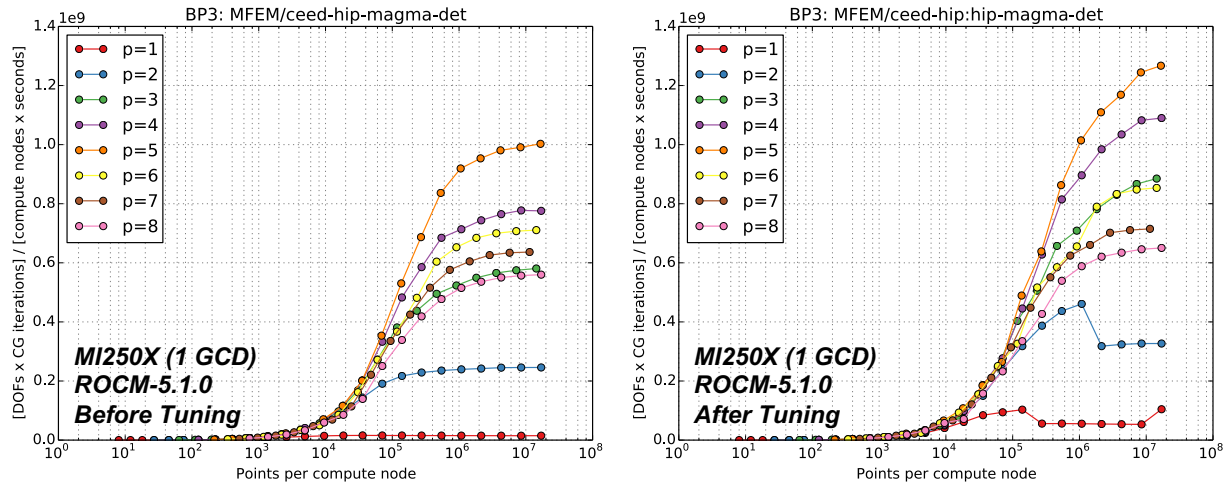 BP3: MFEM/ceed-hip-magma-det
[DOFs x CG iterations] / [compute nodes x seconds]
1e9
1.4
1.2
1.0
0.8
0.6
0.4
0.2
0.0
p=1
p=2
p=3
p=4
p=5
p=6
p=7
p=8
MI250X (1 GCD)
ROCM-5.1.0
Before Tuning
10^0 10^1 10^2 10^3 10^4 10^5 10^6 10^7 10^8
Points per compute node
BP3: MFEM/ceed-hip:hip-magma-det
[DOFs x CG iterations] / [compute nodes x seconds]
1e9
1.4
1.2
1.0
0.8
0.6
0.4
0.2
0.0
p=1
p=2
p=3
p=4
p=5
p=6
p=7
p=8
MI250X (1 GCD)
ROCM-5.1.0
After Tuning
10^0 10^1 10^2 10^3 10^4 10^5 10^6 10^7 10^8
Points per compute node